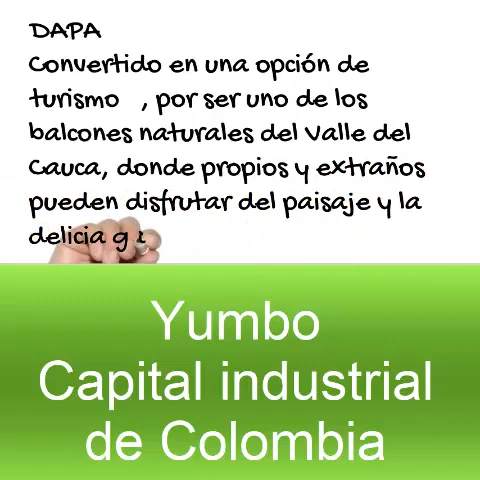 DAPA
Convertido en una opción de
turismo , por ser uno de los
balcones naturales del Valle del
Cauca, donde propios y extraños
pueden disfrutar del paisaje y la
delicia g
Yumbo
Capital industrial
de Colombia